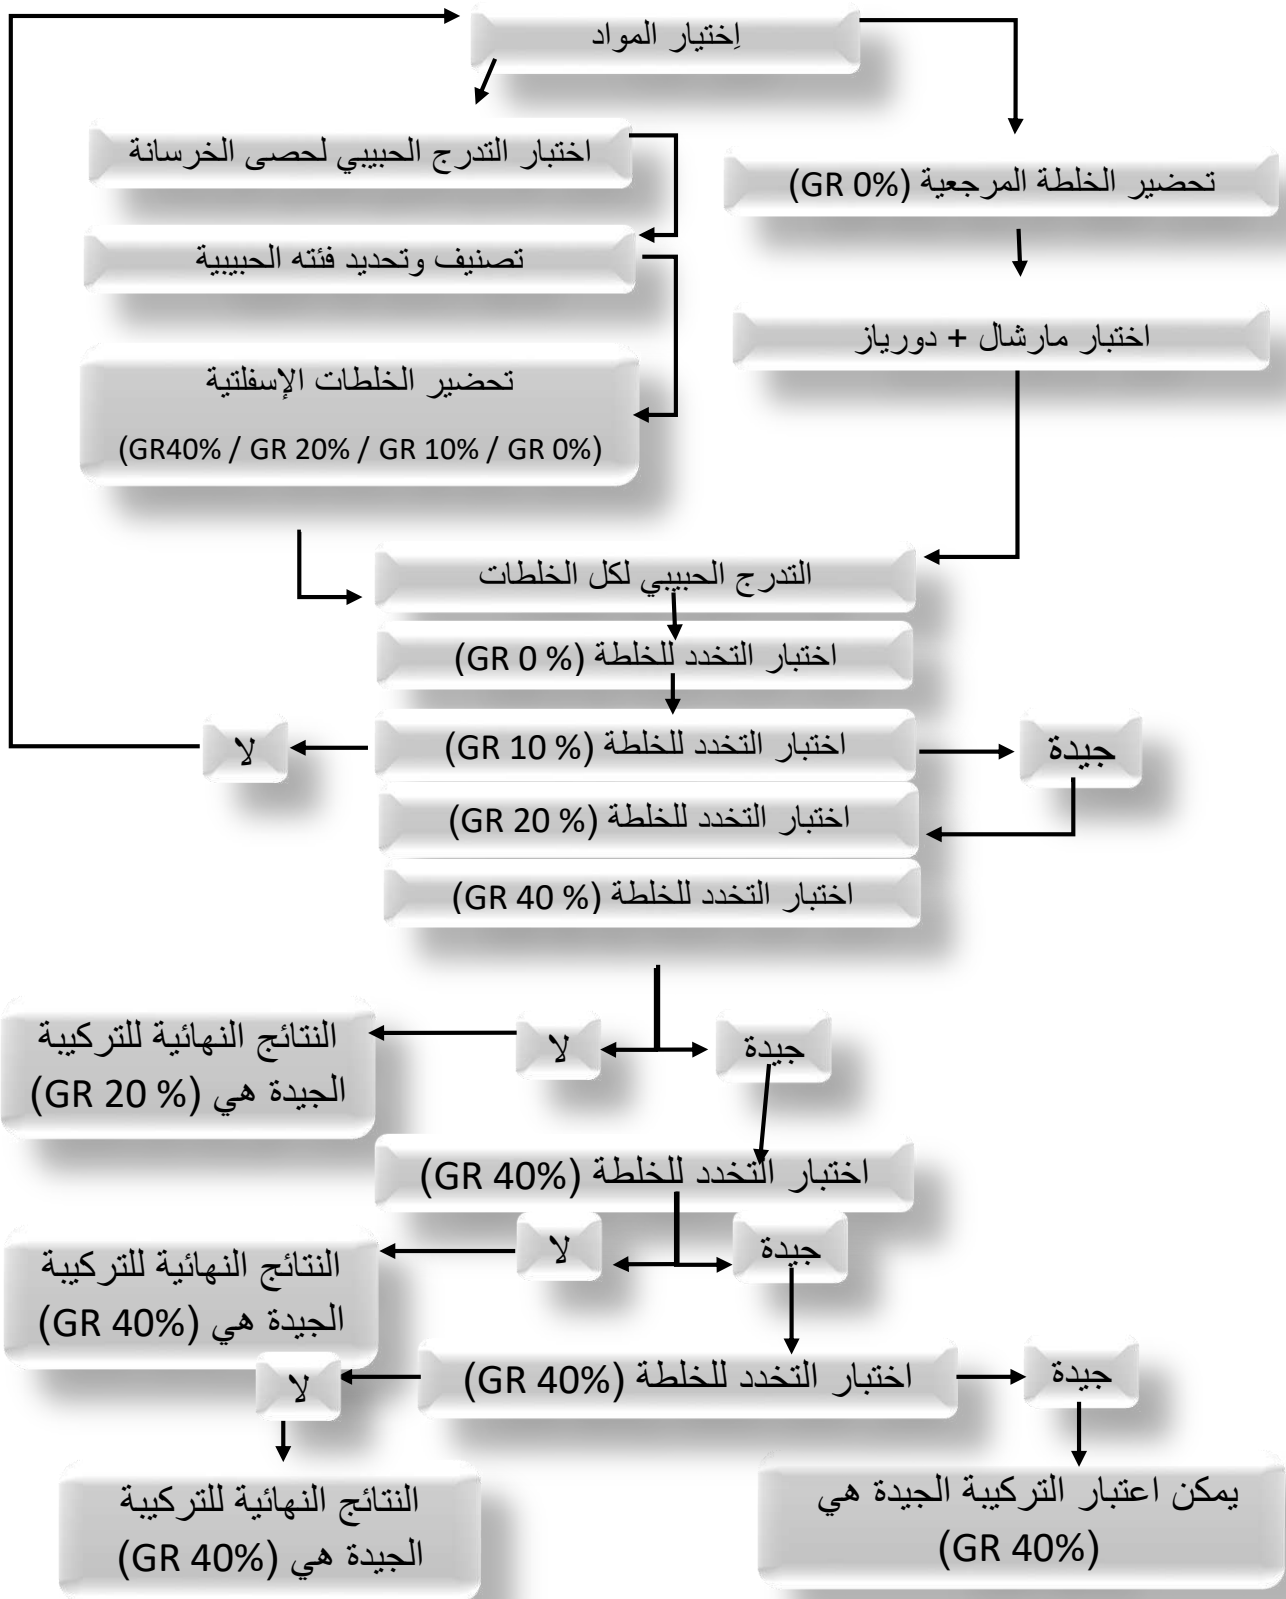 اِختيار المواد
اختبار التدرج الحبيبي لحصى الخرسانة
تحضير الخلطة المرجعية (GR 0%)
تصنيف وتحديد فئته الحبيبية
اختبار مارشال + دورياز
تحضير الخلطات الإسفلتية
(GR40% / GR 20% / GR 10% / GR 0%)
التدرج الحبيبي لكل الخلطات
اختبار التخدد للخلطة (GR 0 %)
اختبار التخدد للخلطة (GR 10 %)
جيدة
لا
اختبار التخدد للخلطة (GR 20 %)
اختبار التخدد للخلطة (GR 40 %)
جيدة
لا
النتائج النهائية للتركيبة
الجيدة هي (GR 20 %)
اختبار التخدد للخلطة (GR 40%)
جيدة
لا
النتائج النهائية للتركيبة
الجيدة هي (GR 40%)
اختبار التخدد للخلطة (GR 40%)
جيدة
لا
يمكن اعتبار التركيبة الجيدة هي
(GR 40%)
النتائج النهائية للتركيبة
الجيدة هي (GR 40%)